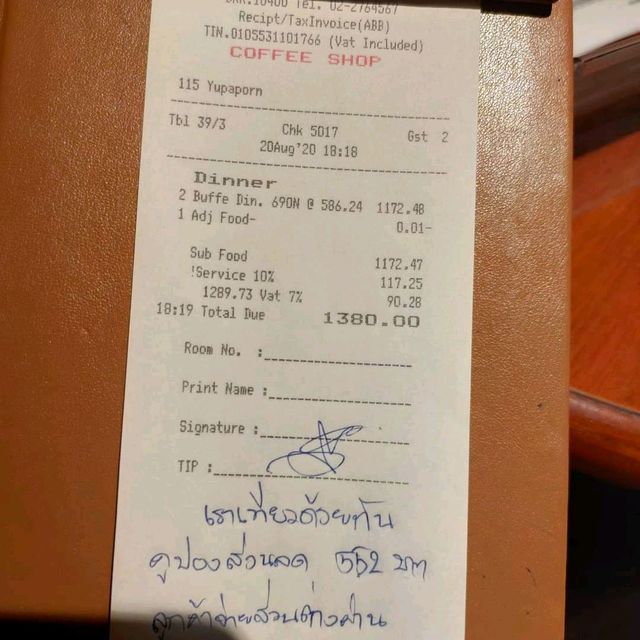 BKK.10400 Tel. 02-2764567
Recipt/TaxInvoice(ABB)
TIN.0105531101766 (Vat Included)
COFFEE SHOP
115 Yupaporn
Tbl 39/3 Chk 5017 Gst 2
20Aug'20 18:18
Dinner
2 Buffe Din. 690N @ 586.24 1172.48
1 Adj Food- 0.01-
Sub Food 1172.47
!Service 10% 117.25
1289.73 Vat 7% 90.28
18:19 Total Due 1380.00
Room No. :
Print Name :
Signature :
TIP :
เราเที่ยวด้วยกัน
คูปองส่วนลด 552 บาท
ลูกค้าจ่ายส่วนต่างผ่าน